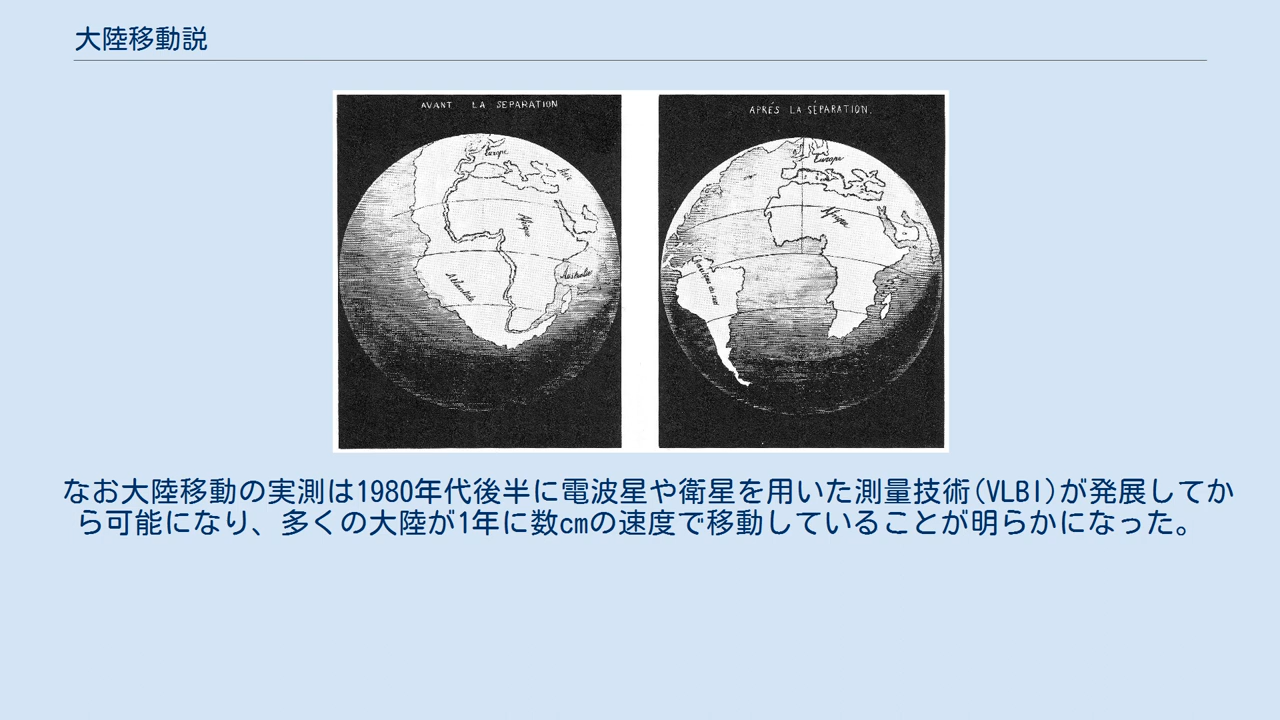 大陸移動説
AVANT LA SEPARATION
APRÉS LA SÉPARATION.
Europe
Afrique
Australie
Europe
Afrique
なお大陸移動の実測は1980年代後半に電波星や衛星を用いた測量技術(VLBI)が発展してか
ら可能になり、多くの大陸が1年に数cmの速度で移動していることが明らかになった。